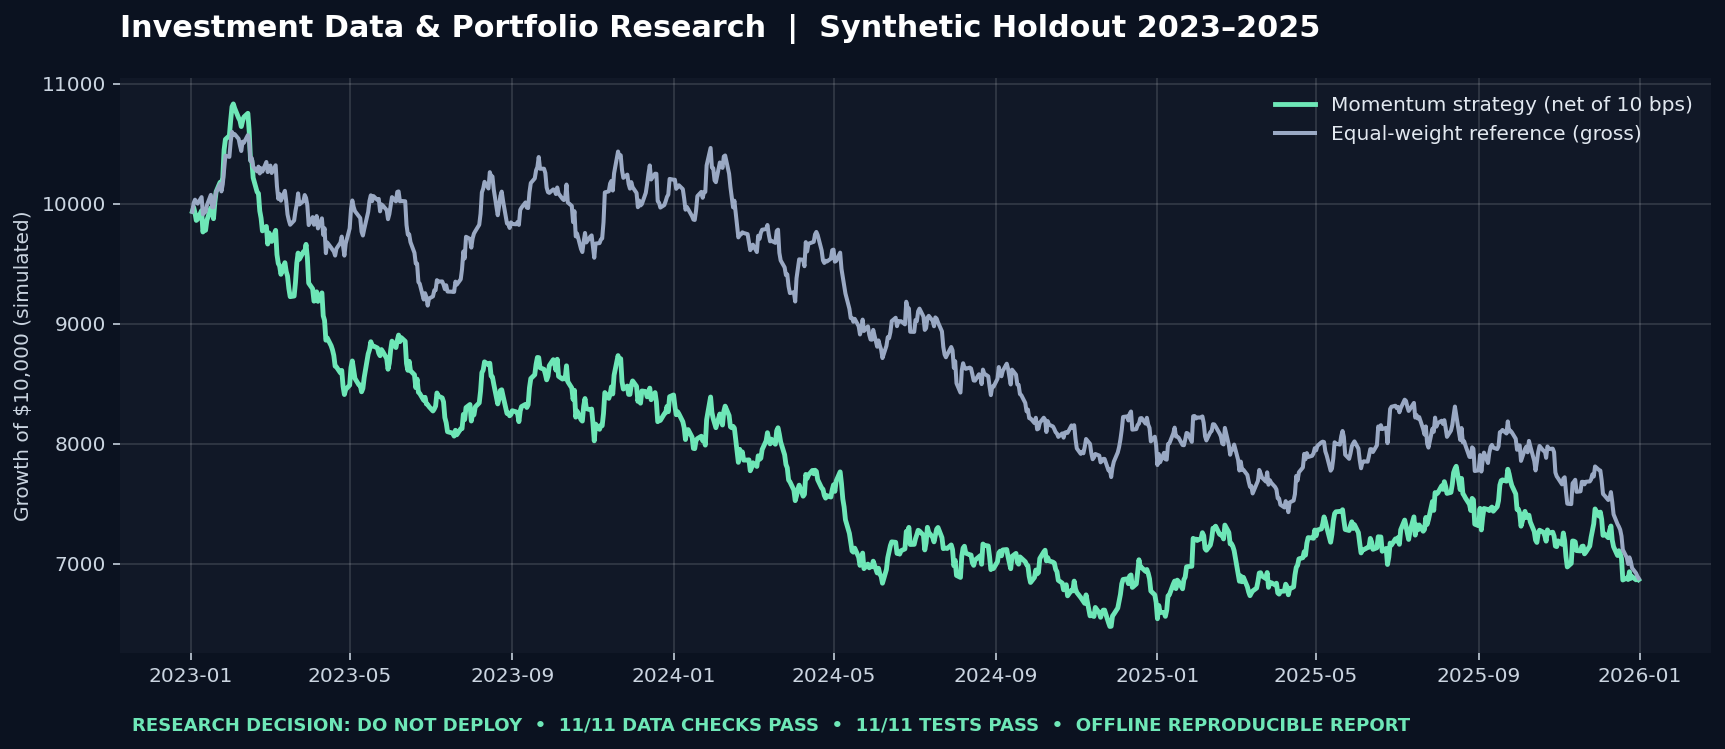 Investment Data & Portfolio Research | Synthetic Holdout 2023–2025
Momentum strategy (net of 10 bps)
Equal-weight reference (gross)
Growth of $10,000 (simulated)
11000
10000
9000
8000
7000
2023-01 2023-05 2023-09 2024-01 2024-05 2024-09 2025-01 2025-05 2025-09 2026-01
RESEARCH DECISION: DO NOT DEPLOY • 11/11 DATA CHECKS PASS • 11/11 TESTS PASS • OFFLINE REPRODUCIBLE REPORT